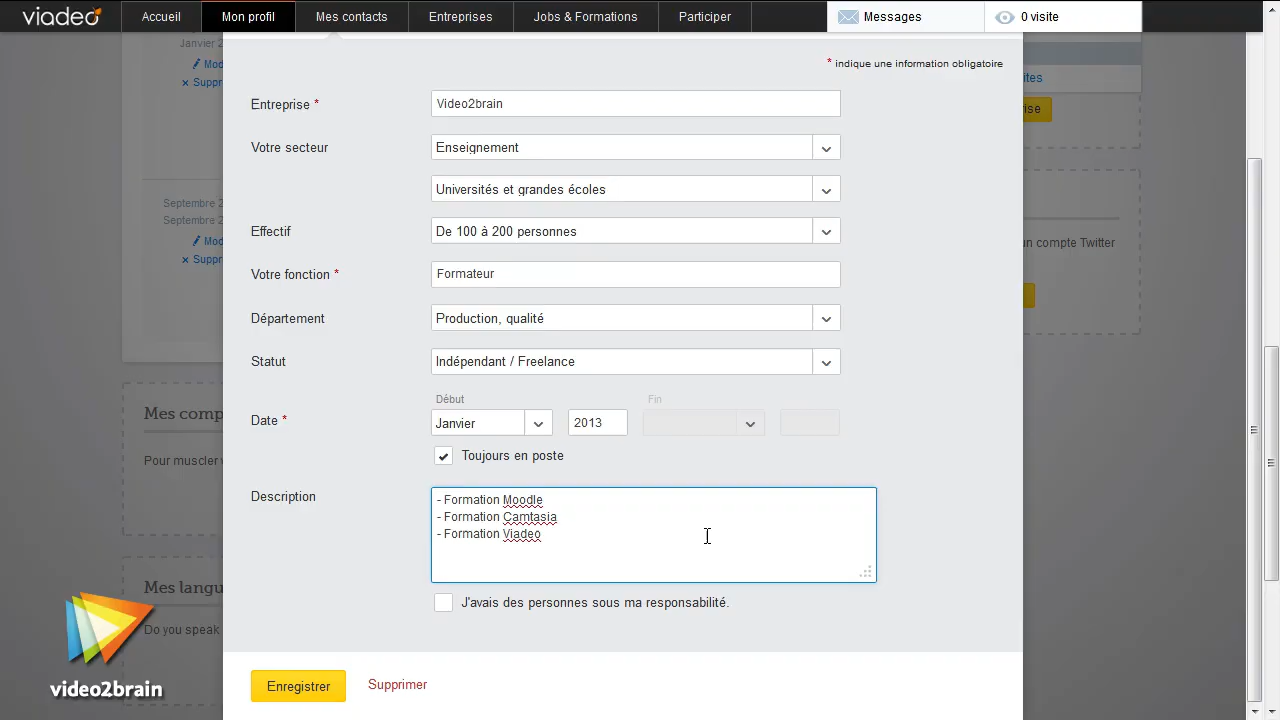 viadeo Accueil Mon profil Mes contacts Entreprises Jobs & Formations Participer Messages 0 visite
Janvier 2
* indique une information obligatoire
Mod
ites
Suppr
Entreprise * Video2brain
ise
Votre secteur Enseignement
Universités et grandes écoles
Septembre 2
Septembre 2
Effectif De 100 à 200 personnes
Mod
un compte Twitter
Suppr
Votre fonction * Formateur
Département Production, qualité
Statut Indépendant / Freelance
Début Fin
Mes comp
Date * Janvier 2013
Toujours en poste
Pour muscler
Description - Formation Moodle
- Formation Camtasia
- Formation Viadeo
Mes langu
J'avais des personnes sous ma responsabilité.
Do you speak
Enregistrer Supprimer
video2brain